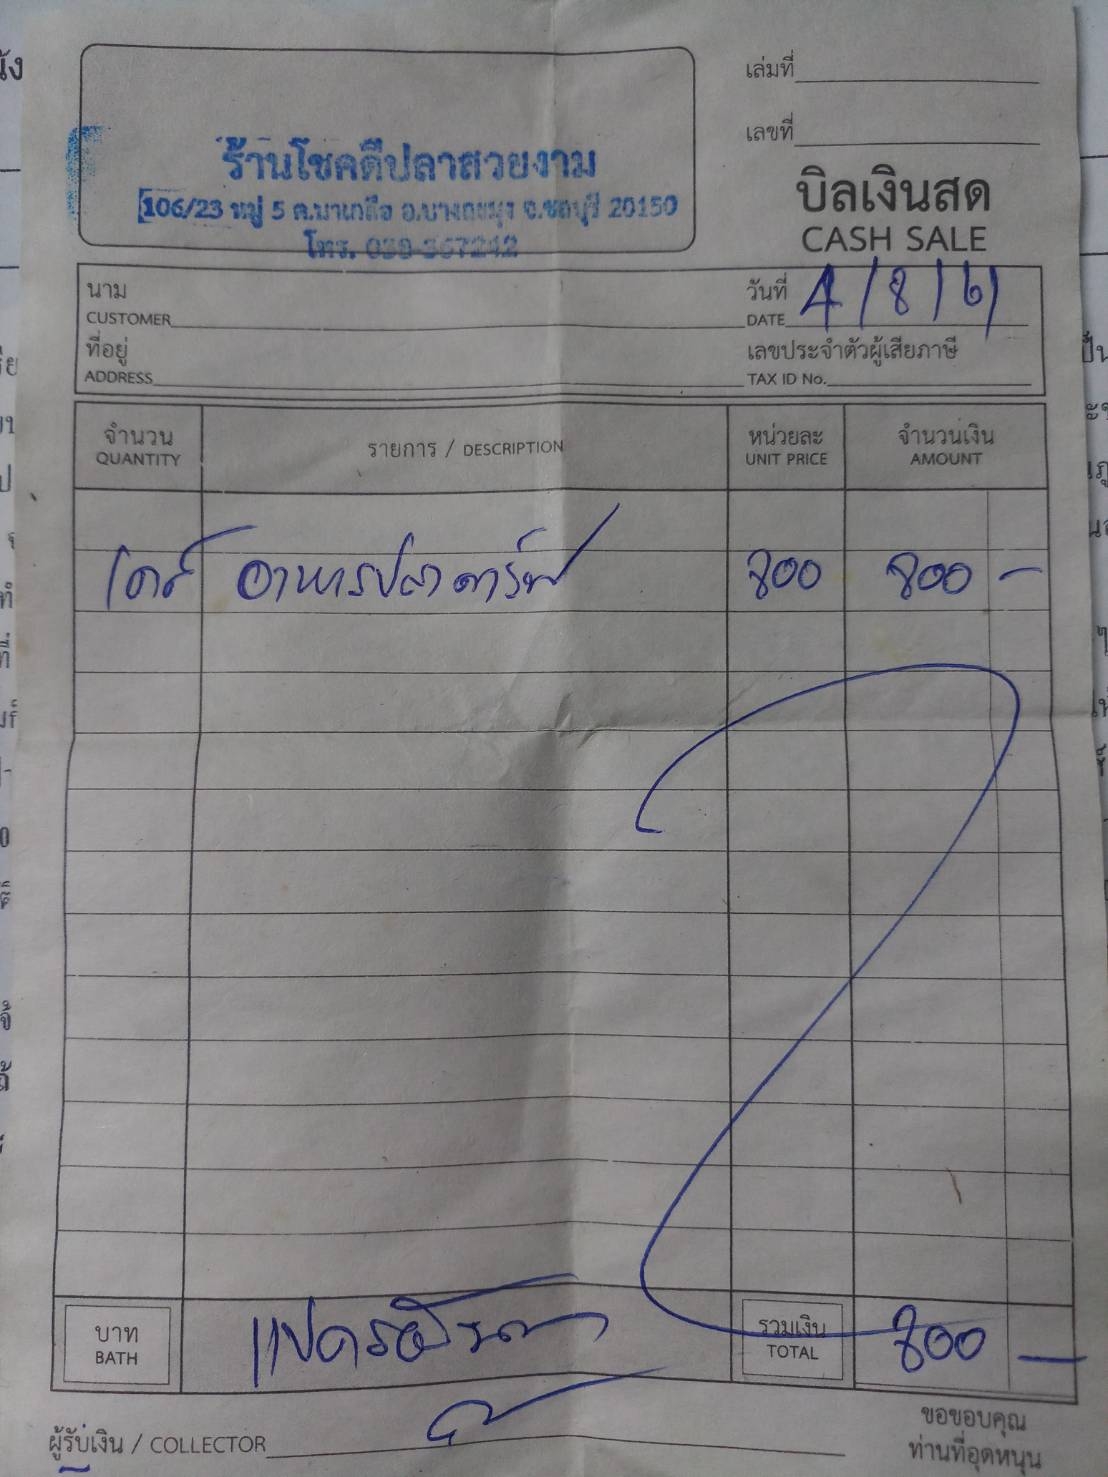 เล่มที่
เลขที่
ร้านโชคดีปลาสวยงาม
106/23 หมู่ 5 ต.นาเกลือ อ.บางละมุง จ.ชลบุรี 20150
โทร. 038-367242
บิลเงินสด
CASH SALE
นาม
CUSTOMER
วันที่ 4/8/61
DATE
ที่อยู่
ADDRESS
เลขประจำตัวผู้เสียภาษี
TAX ID No.
จำนวน รายการ / DESCRIPTION หน่วยละ จำนวนเงิน
QUANTITY UNIT PRICE AMOUNT
อาหารปลาคาร์ฟ 800 800 -
บาท แปดร้อย รวมเงิน 800 -
BATH TOTAL
ผู้รับเงิน / COLLECTOR
ขอขอบคุณ
ท่านที่อุดหนุน